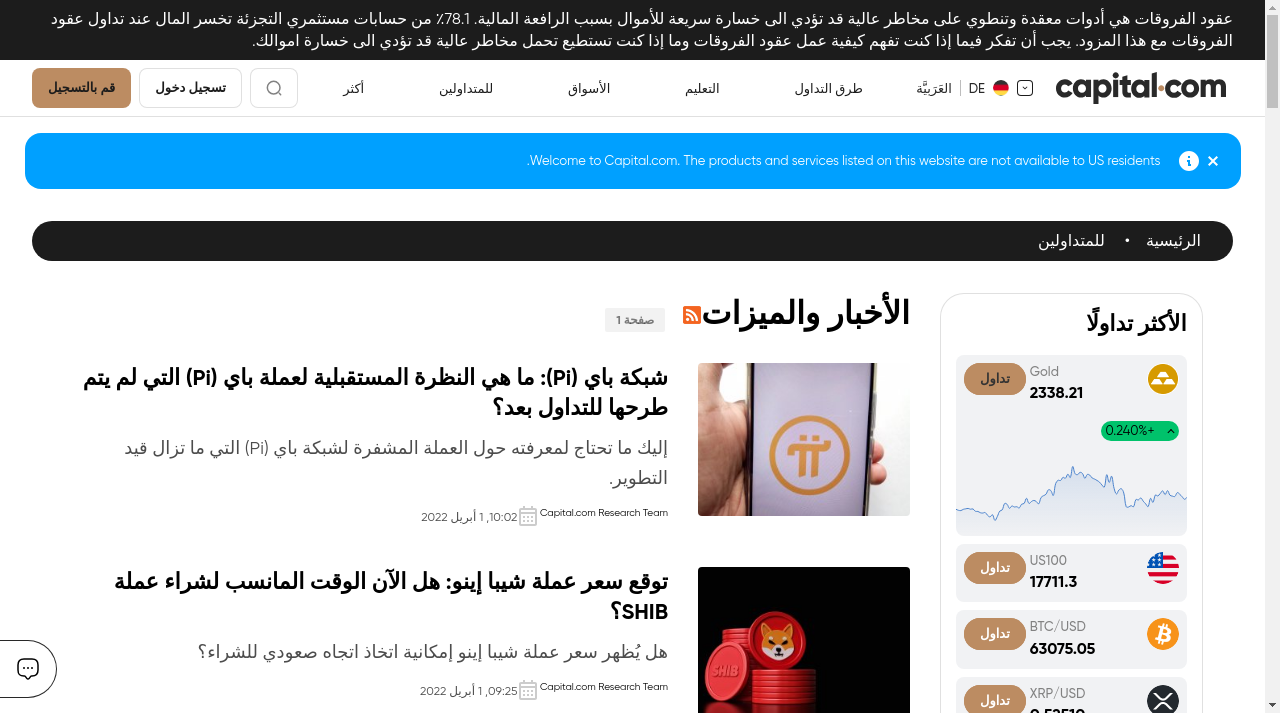 عقود الفروقات هي أدوات معقدة وتنطوي على مخاطر عالية قد تؤدي الى خسارة سريعة للأموال بسبب الرافعة المالية. 78.1٪ من حسابات مستثمري التجزئة تخسر المال عند تداول عقود
الفروقات مع هذا المزود. يجب أن تفكر فيما إذا كنت تفهم كيفية عمل عقود الفروقات وما إذا كنت تستطيع تحمل مخاطر عالية قد تؤدي الى خسارة اموالك.
capital.com
DE
العَرَبيَّة
طرق التداول
التعليم
الأسواق
للمتداولين
أكثر
تسجيل دخول
قم بالتسجيل
Welcome to Capital.com. The products and services listed on this website are not available to US residents.
الرئيسية • للمتداولين
الأكثر تداولًا
Gold
2338.21
تداول
+0.240%
US100
17711.3
تداول
BTC/USD
63075.05
تداول
XRP/USD
تداول
الأخبار والميزات
صفحة 1
شبكة باي (Pi): ما هي النظرة المستقبلية لعملة باي (Pi) التي لم يتم
طرحها للتداول بعد؟
إليك ما تحتاج لمعرفته حول العملة المشفرة لشبكة باي (Pi) التي ما تزال قيد
التطوير.
Capital.com Research Team
10:02, 1 أبريل 2022
توقع سعر عملة شيبا إينو: هل الآن الوقت المانسب لشراء عملة
SHIB؟
هل يُظهر سعر عملة شيبا إينو إمكانية اتخاذ اتجاه صعودي للشراء؟
Capital.com Research Team
09:25, 1 أبريل 2022
SHIB